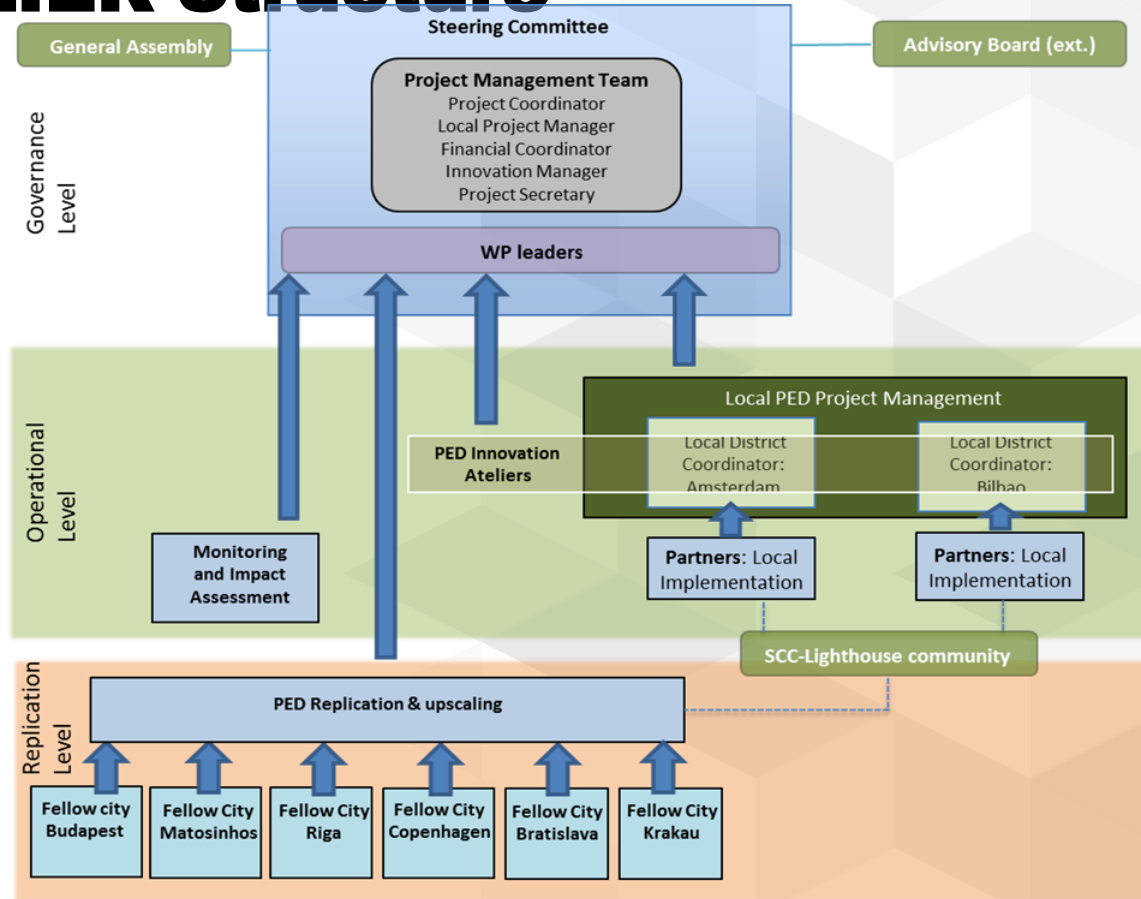 Structure
General Assembly
Steering Committee
Advisory Board (ext.)
Project Management Team
Project Coordinator
Local Project Manager
Financial Coordinator
Innovation Manager
Project Secretary
WP leaders
Governance
Level
Operational
Level
Local PED Project Management
PED Innovation
Ateliers
Local District
Coordinator:
Amsterdam
Local District
Coordinator:
Bilbao
Monitoring
and Impact
Assessment
Partners: Local
Implementation
Partners: Local
Implementation
SCC-Lighthouse community
Replication
Level
PED Replication & upscaling
Fellow city
Budapest
Fellow City
Matosinhos
Fellow City
Riga
Fellow City
Copenhagen
Fellow City
Bratislava
Fellow City
Krakau